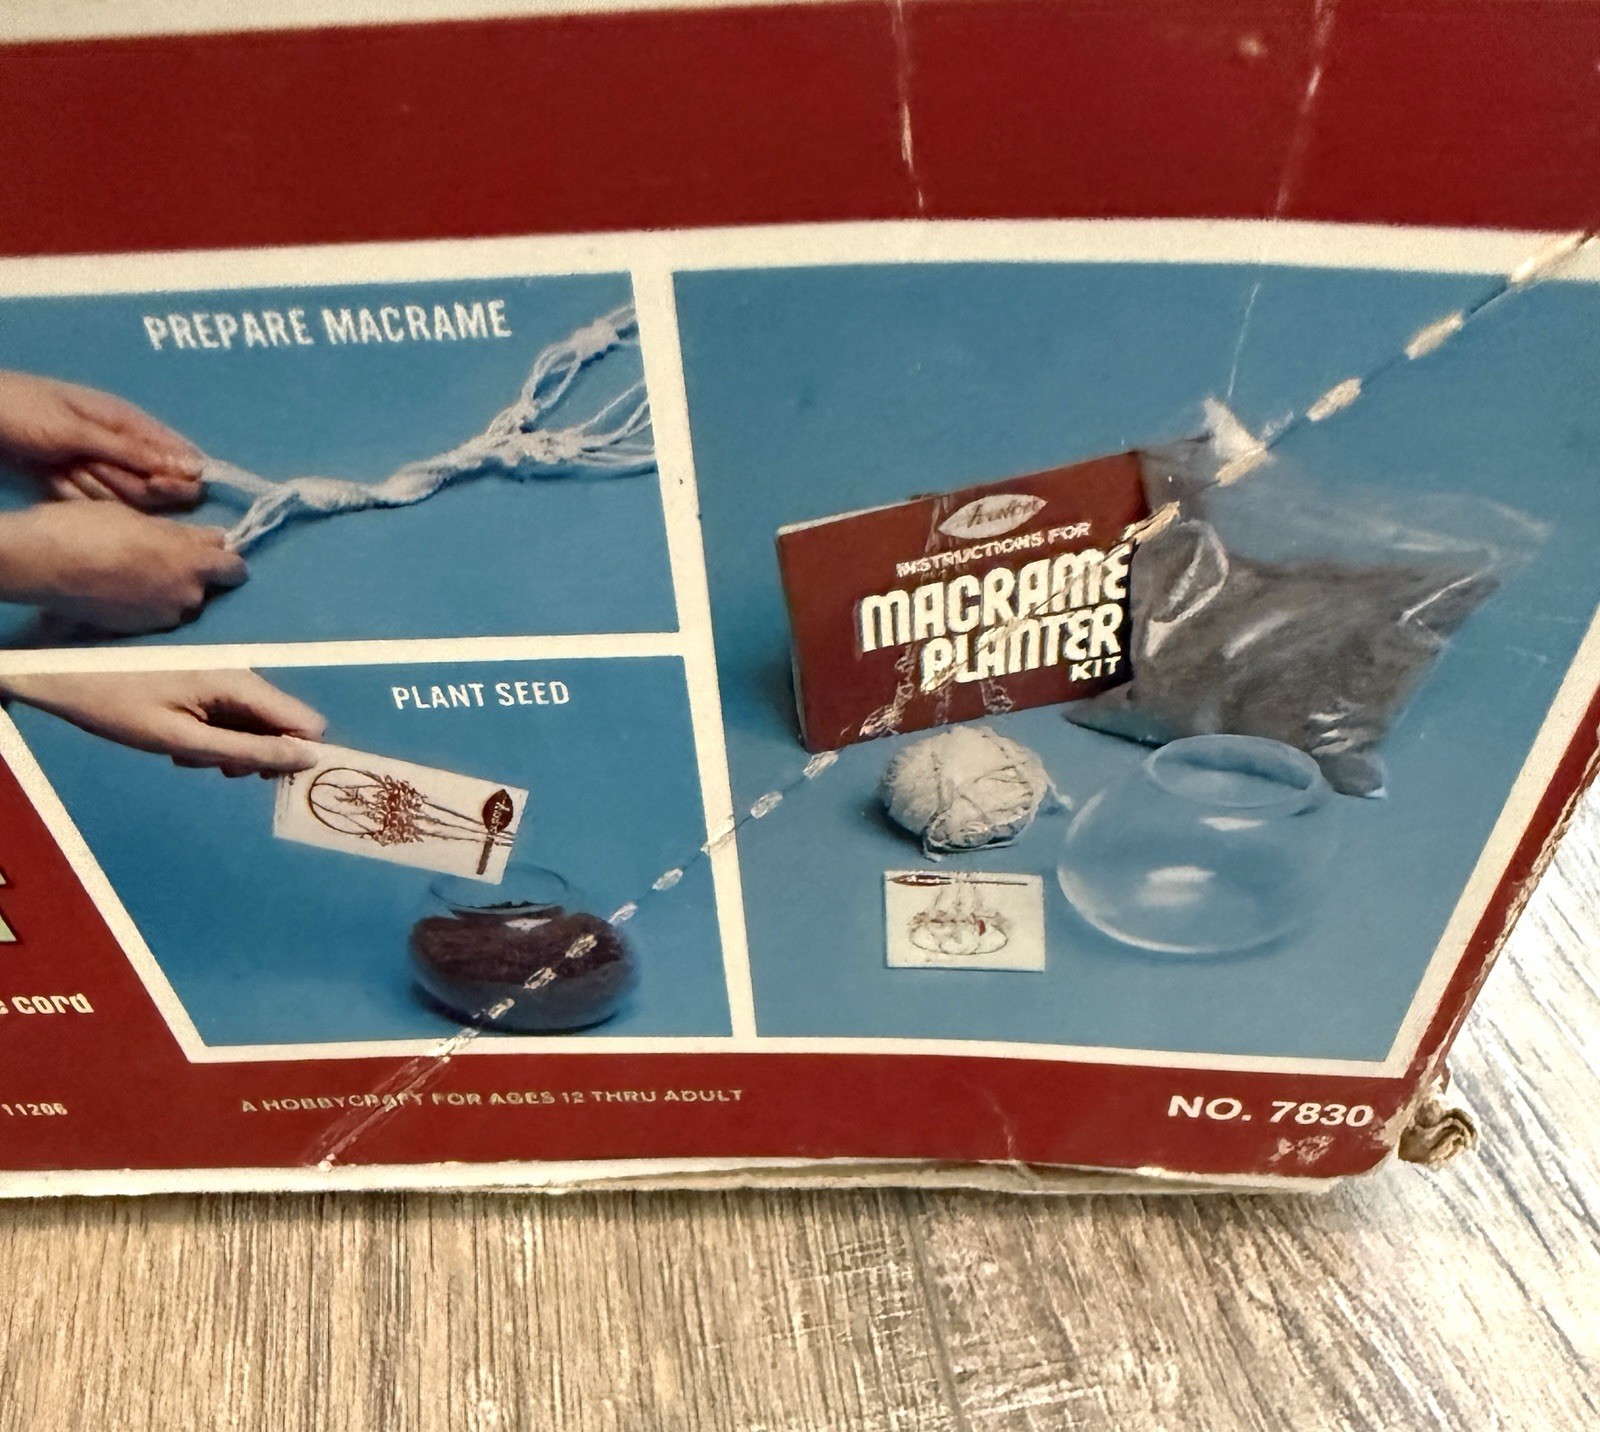 PREPARE MACRAME
PLANT SEED
Avalon
INSTRUCTIONS FOR
MACRAME
PLANTER
KIT
cord
11206
A HOBBYCRAFT FOR AGES 12 THRU ADULT
NO. 7830